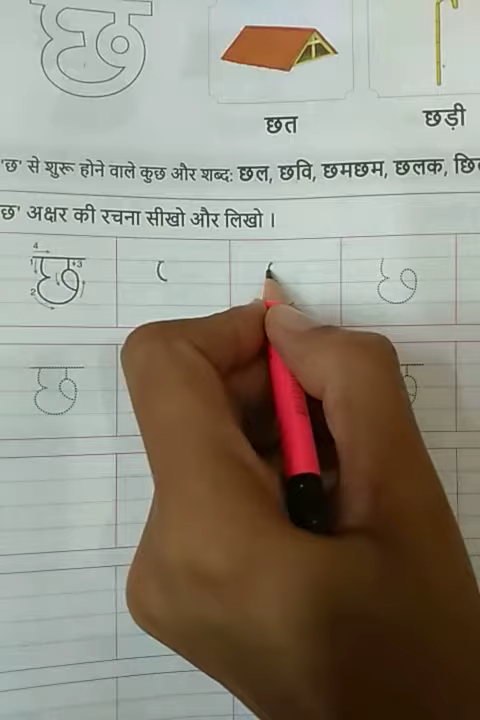 छ
छत
छड़ी
'छ' से शुरू होने वाले कुछ और शब्द: छल, छवि, छमछम, छलक,
छ' अक्षर की रचना सीखो और लिखो ।
छ
छ